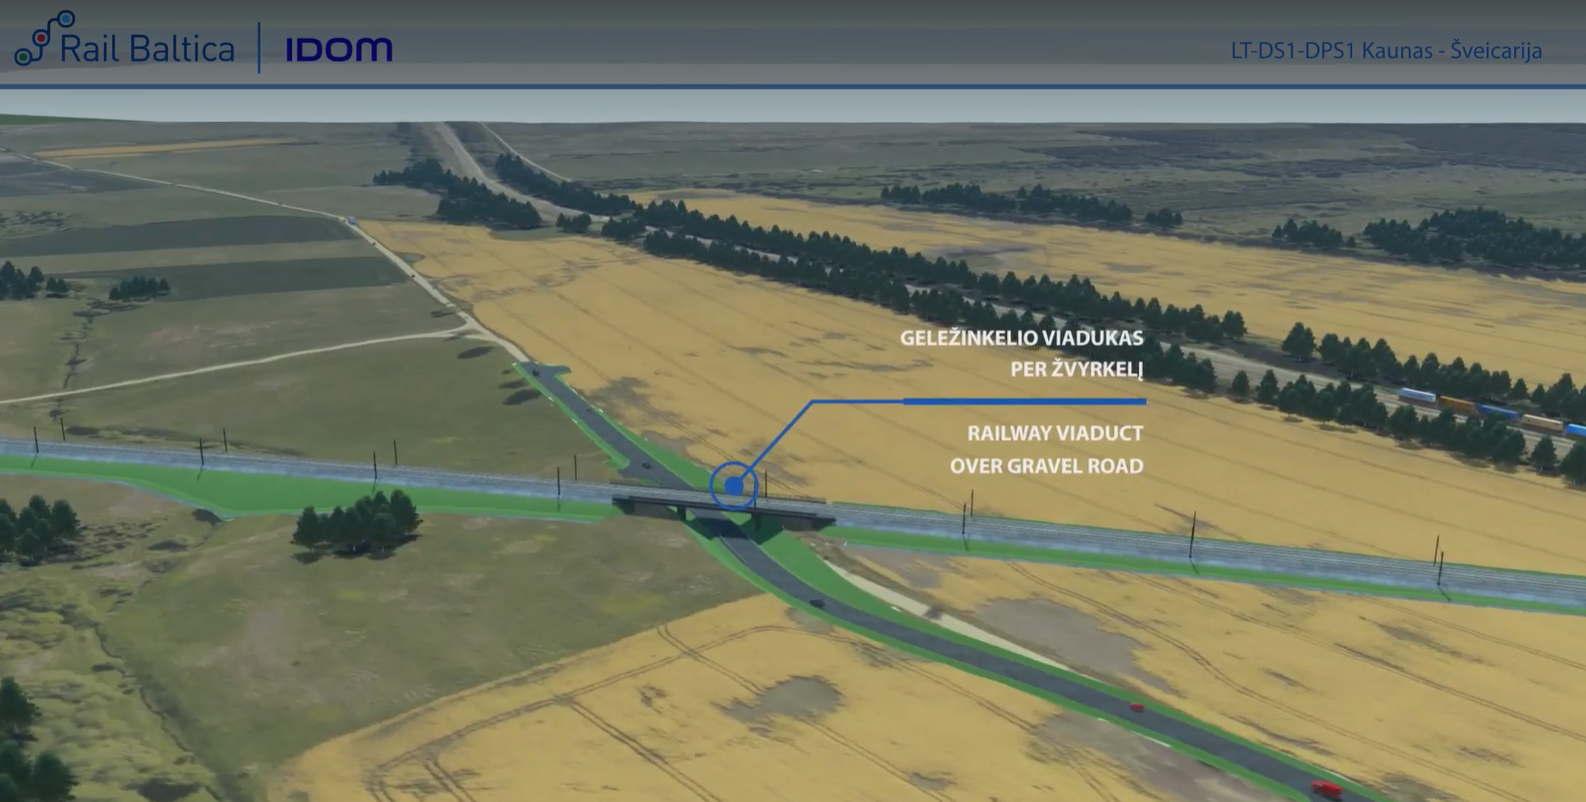 Rail Baltica
IDOM
LT-DS1-DPS1 Kaunas - Šveicarija
GELEŽINKELIO VIADUKAS
PER ŽVYRKELĮ
RAILWAY VIADUCT
OVER GRAVEL ROAD